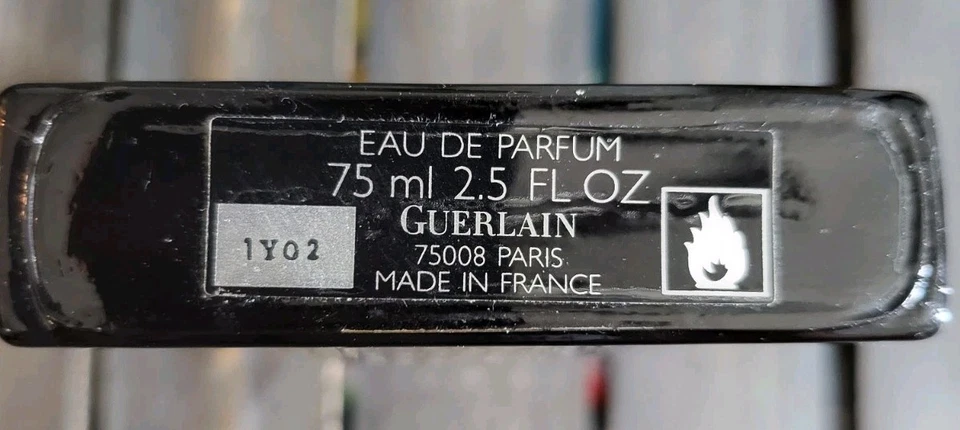 EAU DE PARFUM
75 ml 2.5 FL OZ
GUERLAIN
1Y02
75008 PARIS
MADE IN FRANCE